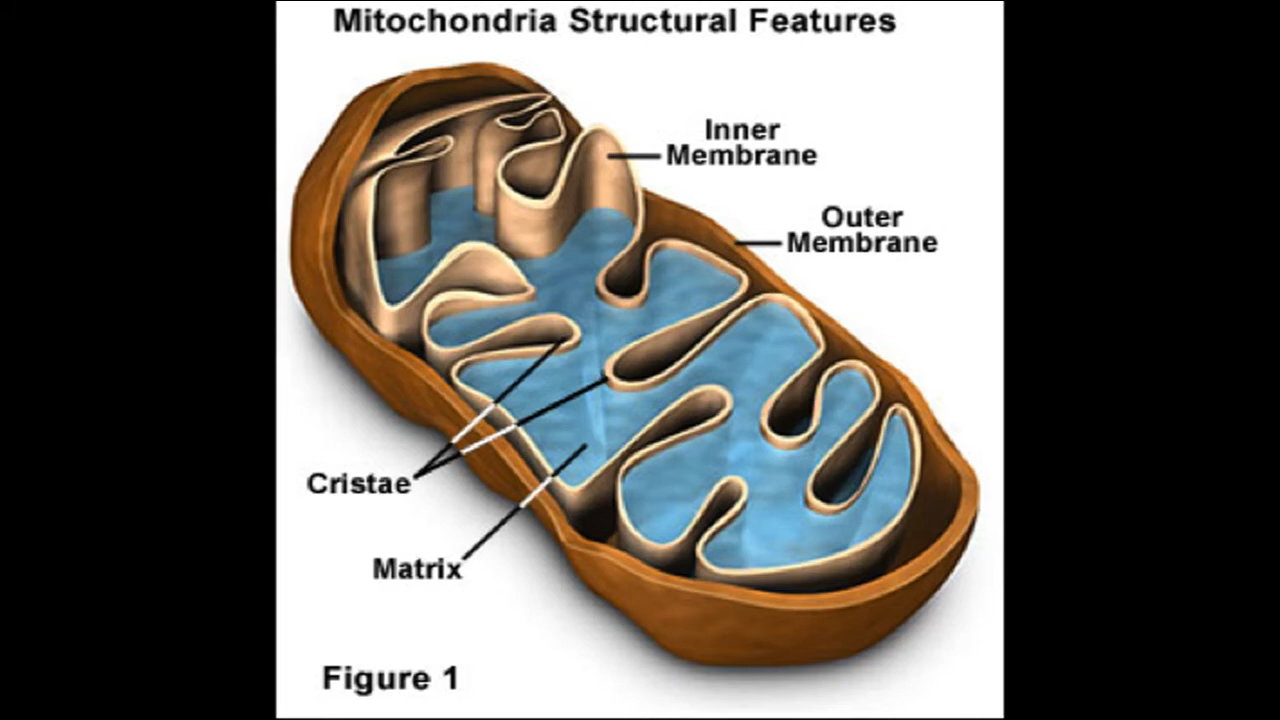 Mitochondria Structural Features
Inner
Membrane
Outer
Membrane
Cristae
Matrix
Figure 1